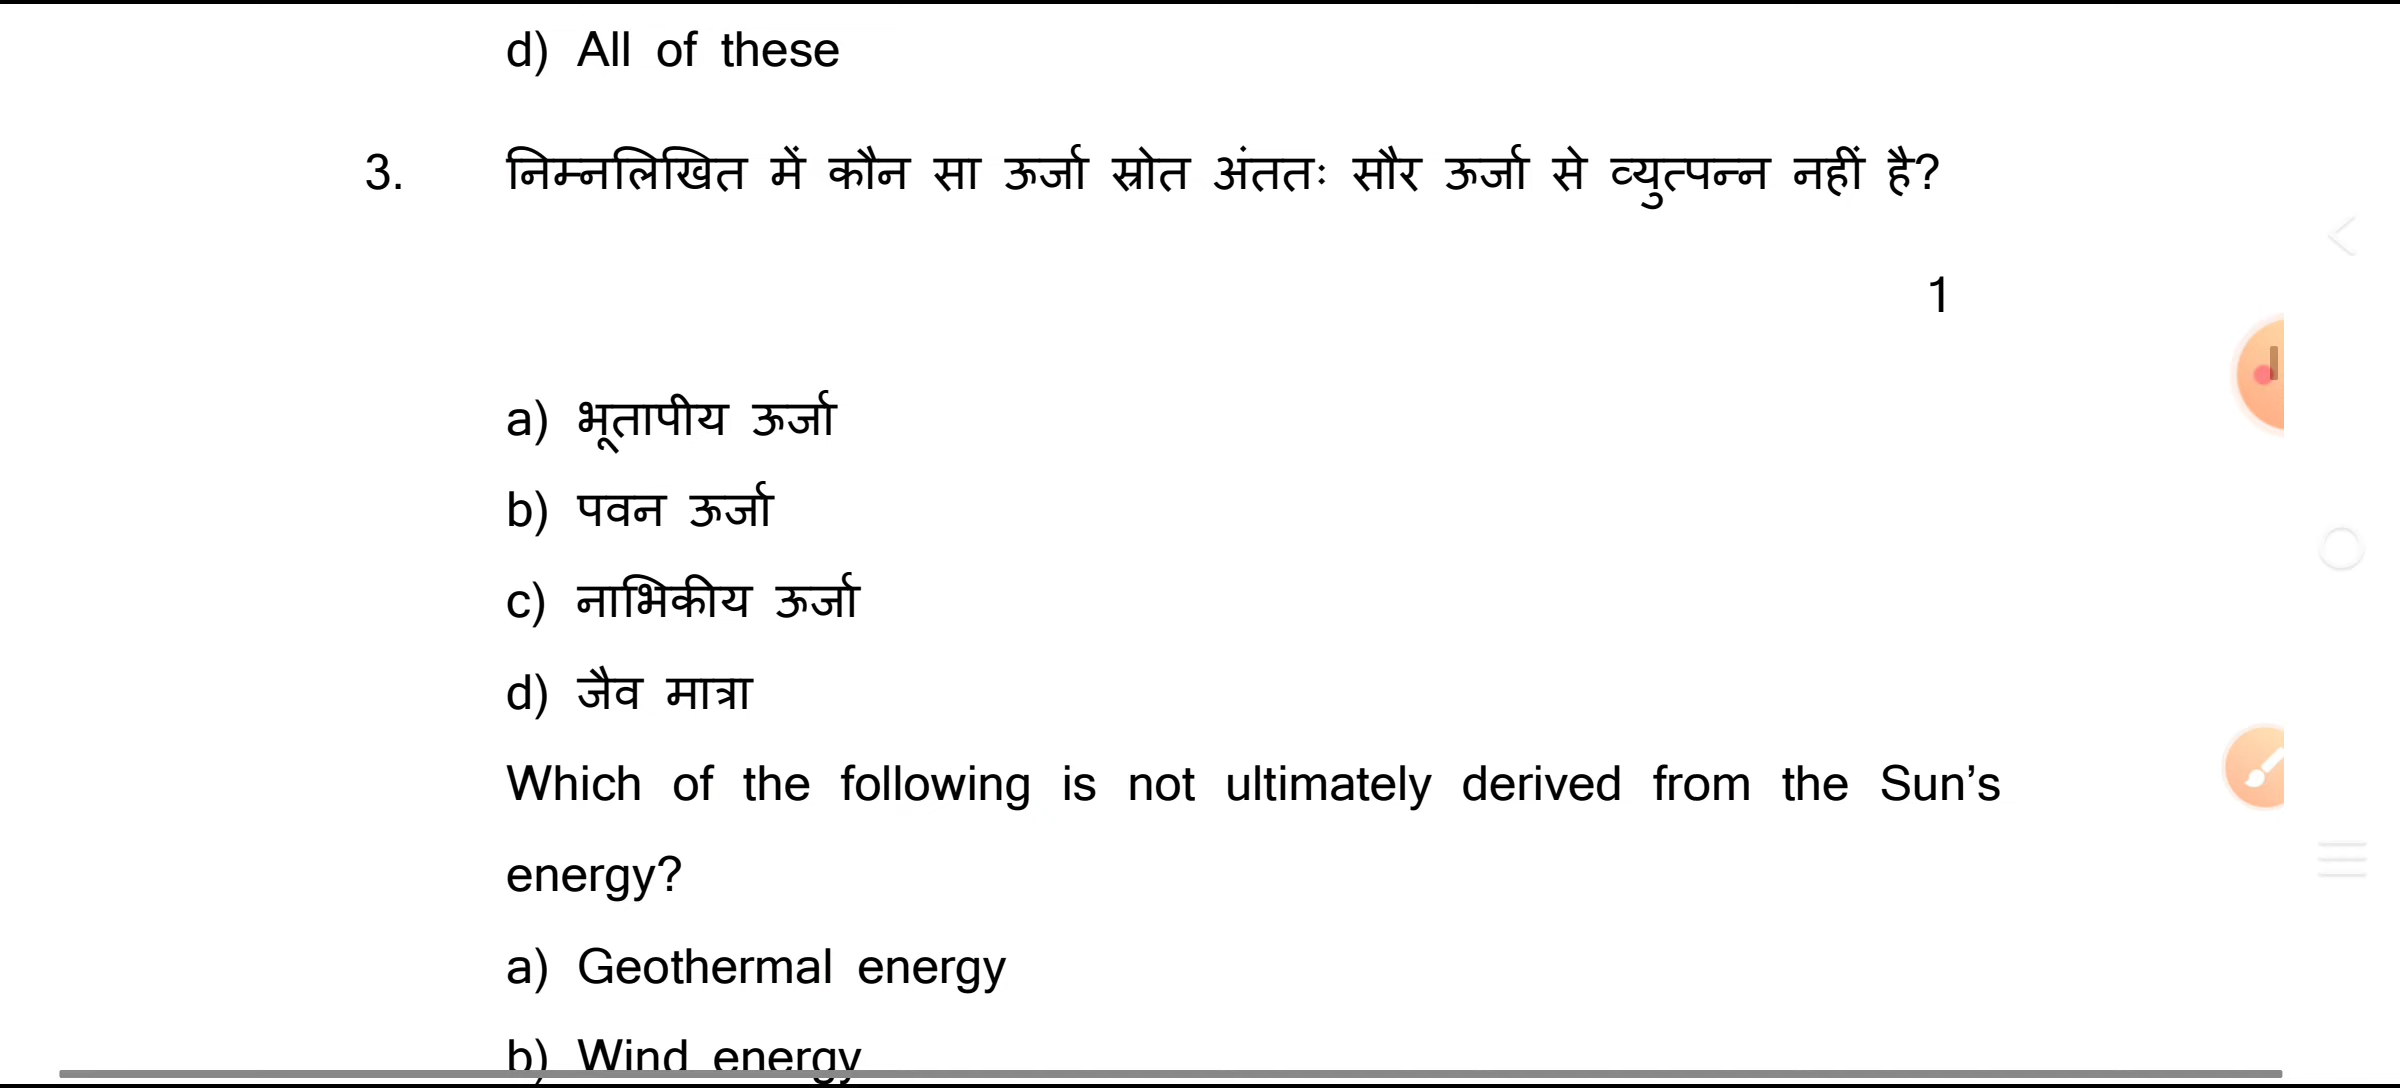 d) All of these
3. निम्नलिखित में कौन सा ऊर्जा स्रोत अंततः सौर ऊर्जा से व्युत्पन्न नहीं है?
1
a) भूतापीय ऊर्जा
b) पवन ऊर्जा
c) नाभिकीय ऊर्जा
d) जैव मात्रा
Which of the following is not ultimately derived from the Sun’s
energy?
a) Geothermal energy
b) Wind energy